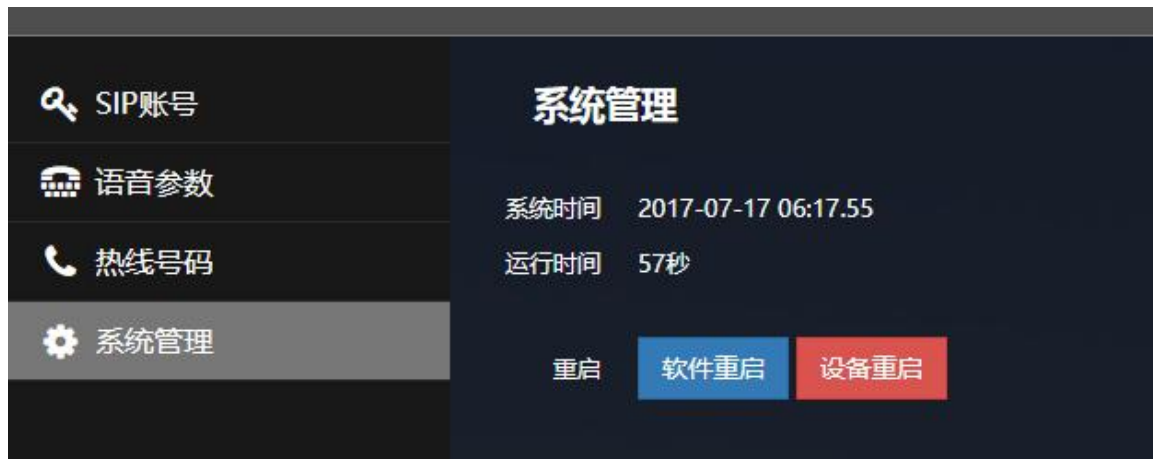 SIP账号
语音参数
热线号码
系统管理
系统管理
系统时间 2017-07-17 06:17.55
运行时间 57秒
重启 软件重启 设备重启